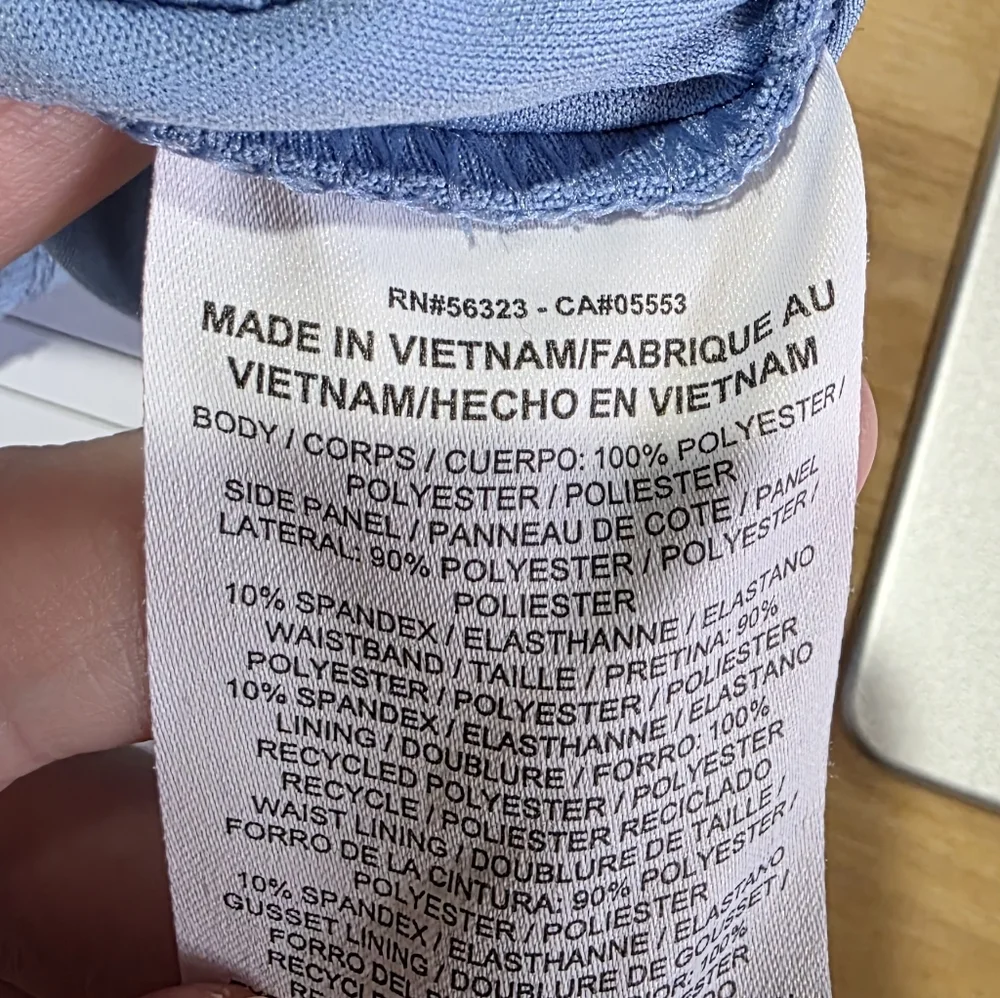 RN#56323 - CA#05553
MADE IN VIETNAM/FABRIQUE AU
VIETNAM/HECHO EN VIETNAM
BODY / CORPS / CUERPO: 100% POLYESTER /
POLYESTER / POLIESTER
SIDE PANEL / PANNEAU DE COTE / PANEL
LATERAL: 90% POLYESTER / POLYESTER /
POLIESTER
10% SPANDEX / ELASTHANNE / ELASTANO
WAISTBAND / TAILLE / PRETINA: 90%
POLYESTER / POLYESTER / POLIESTER
10% SPANDEX / ELASTHANNE / ELASTANO
LINING / DOUBLURE / FORRO: 100%
RECYCLED POLYESTER / POLYESTER
RECYCLE / POLIESTER RECICLADO
WAIST LINING / DOUBLURE DE TAILLE /
FORRO DE LA CINTURA: 90% POLYESTER /
POLYESTER / POLIESTER
10% SPANDEX / ELASTHANNE / ELASTANO
GUSSET LINING / DOUBLURE DE GOUSSET /
FORRO DEL 100%